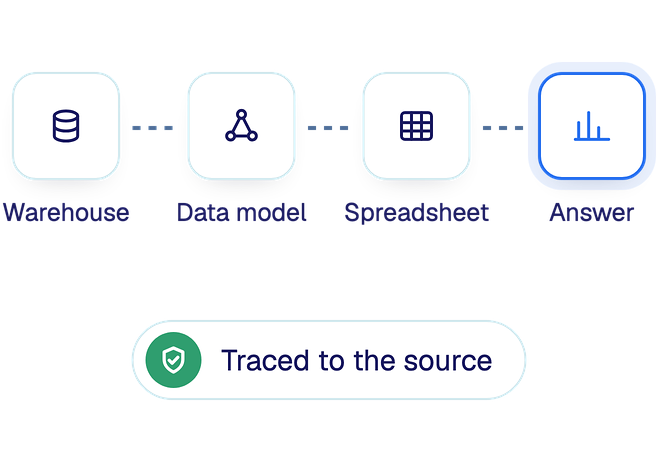 Warehouse
Data model
Spreadsheet
Answer
Traced to the source